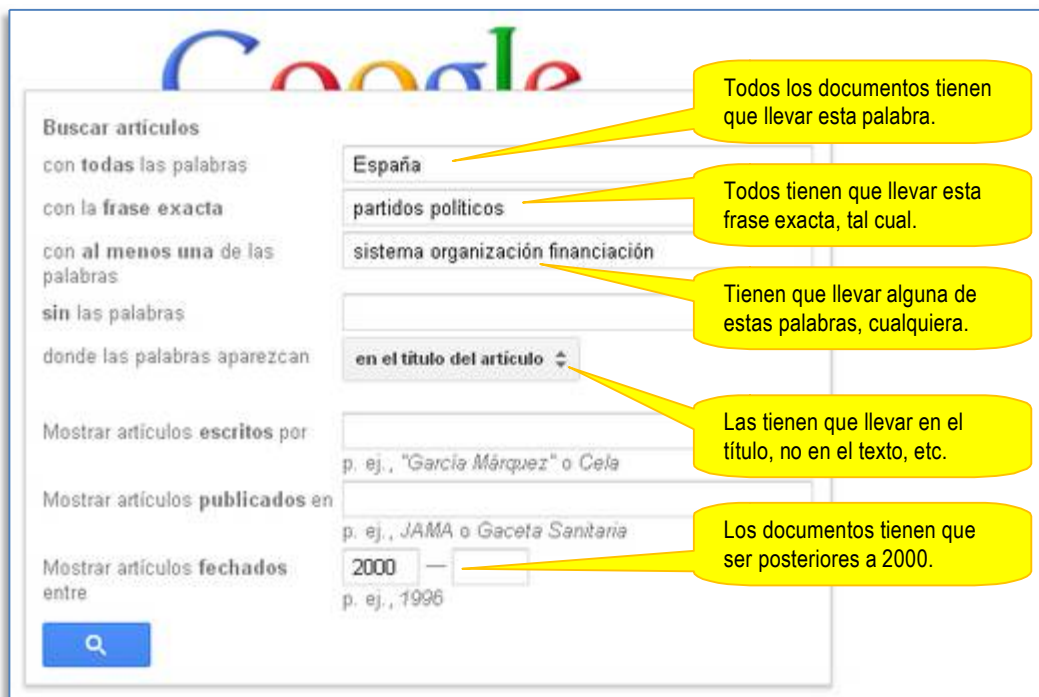 Google
Todos los documentos tienen
que llevar esta palabra.
Buscar artículos
con todas las palabras
España
con la frase exacta
partidos políticos
Todos tienen que llevar esta
frase exacta, tal cual.
con al menos una de las
palabras
sistema organización financiación
Tienen que llevar alguna de
estas palabras, cualquiera.
sin las palabras
donde las palabras aparezcan
en el título del artículo
Las tienen que llevar en el
título, no en el texto, etc.
Mostrar artículos escritos por
p. ej., "García Márquez" o Cela
Mostrar artículos publicados en
p. ej., JAMA o Gaceta Sanitaria
Los documentos tienen que
ser posteriores a 2000.
Mostrar artículos fechados
entre
2000 —
p. ej., 1996